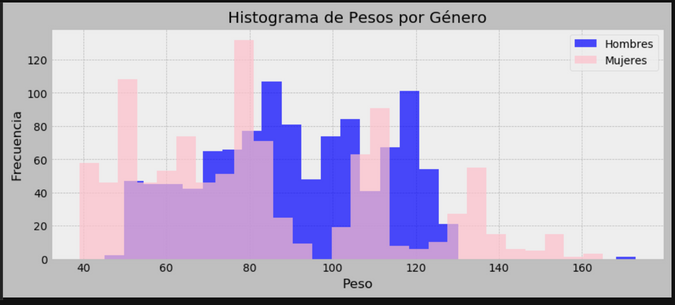 Histograma de Pesos por Género
Hombres
Mujeres
Frecuencia
120
100
80
60
40
20
0
40 60 80 100 120 140 160
Peso